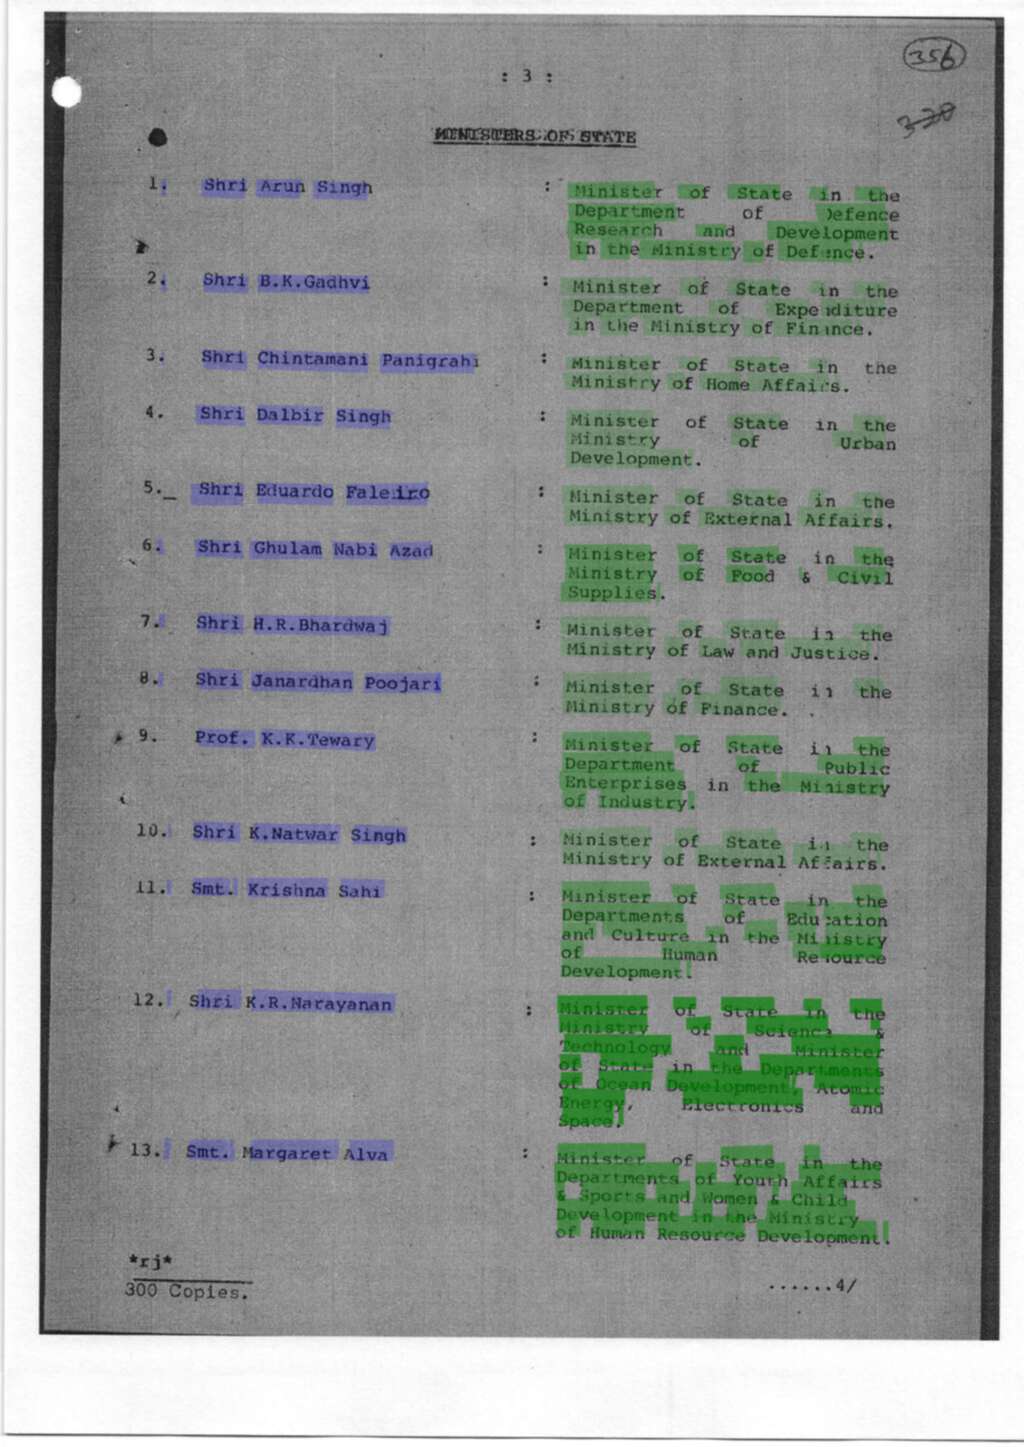 356
: 3 :
320
MINISTERS OF STATE
1. Shri Arun Singh : Minister of State in the
Department of Defence
Research and Development
in the Ministry of Defence.
2. Shri B.K.Gadhvi : Minister of State in the
Department of Expenditure
in the Ministry of Finance.
3. Shri Chintamani Panigrahi : Minister of State in the
Ministry of Home Affairs.
4. Shri Dalbir Singh : Minister of State in the
Ministry of Urban
Development.
5. Shri Eduardo Faleiro : Minister of State in the
Ministry of External Affairs.
6. Shri Ghulam Nabi Azad : Minister of State in the
Ministry of Food & Civil
Supplies.
7. Shri H.R.Bhardwaj : Minister of State in the
Ministry of Law and Justice.
8. Shri Janardhan Poojari : Minister of State in the
Ministry of Finance.
9. Prof. K.K.Tewary : Minister of State in the
Department of Public
Enterprises in the Ministry
of Industry.
10. Shri K.Natwar Singh : Minister of State in the
Ministry of External Affairs.
11. Smt. Krishna Sahi : Minister of State in the
Departments of Education
and Culture in the Ministry
of Human Resource
Development.
12. Shri K.R.Narayanan : Minister of State in the
Ministry of Science &
Technology and Minister
of State in the Departments
of Ocean Development, Atomic
Energy, Electronics and
Space.
13. Smt. Margaret Alva : Minister of State in the
Departments of Youth Affairs
& Sports and Women & Child
Development in the Ministry
of Human Resource Development.
*rj*
300 Copies.
......4/